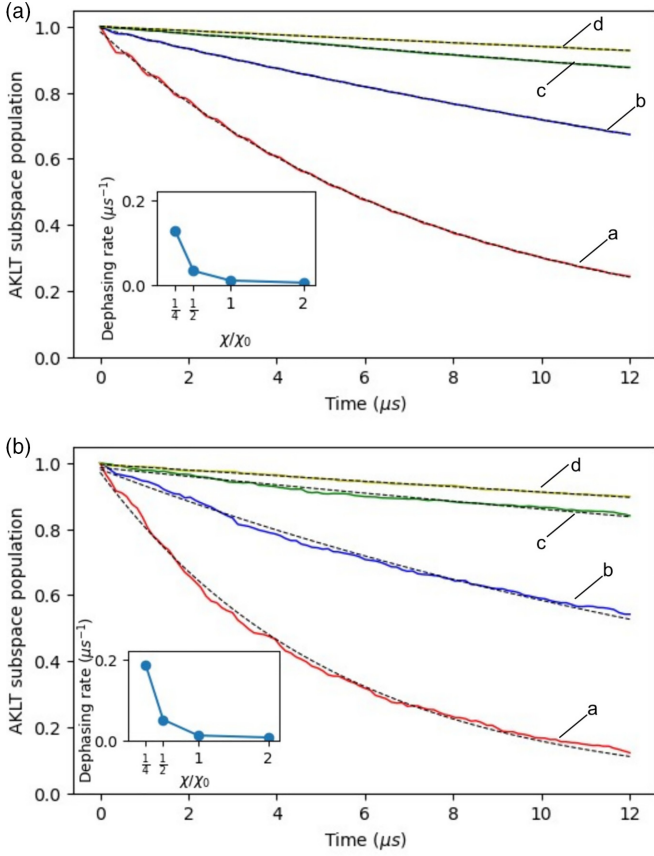 (a)
1.0
0.8
0.6
0.4
0.2
0.0
AKLT subspace population
d
c
b
a
0.2
0.0
Dephasing rate (μs⁻¹)
1/4 1/2 1 2
χ/χ₀
0 2 4 6 8 10 12
Time (μs)
(b)
1.0
0.8
0.6
0.4
0.2
0.0
AKLT subspace population
d
c
b
a
0.2
0.0
Dephasing rate (μs⁻¹)
1/4 1/2 1 2
χ/χ₀
0 2 4 6 8 10 12
Time (μs)